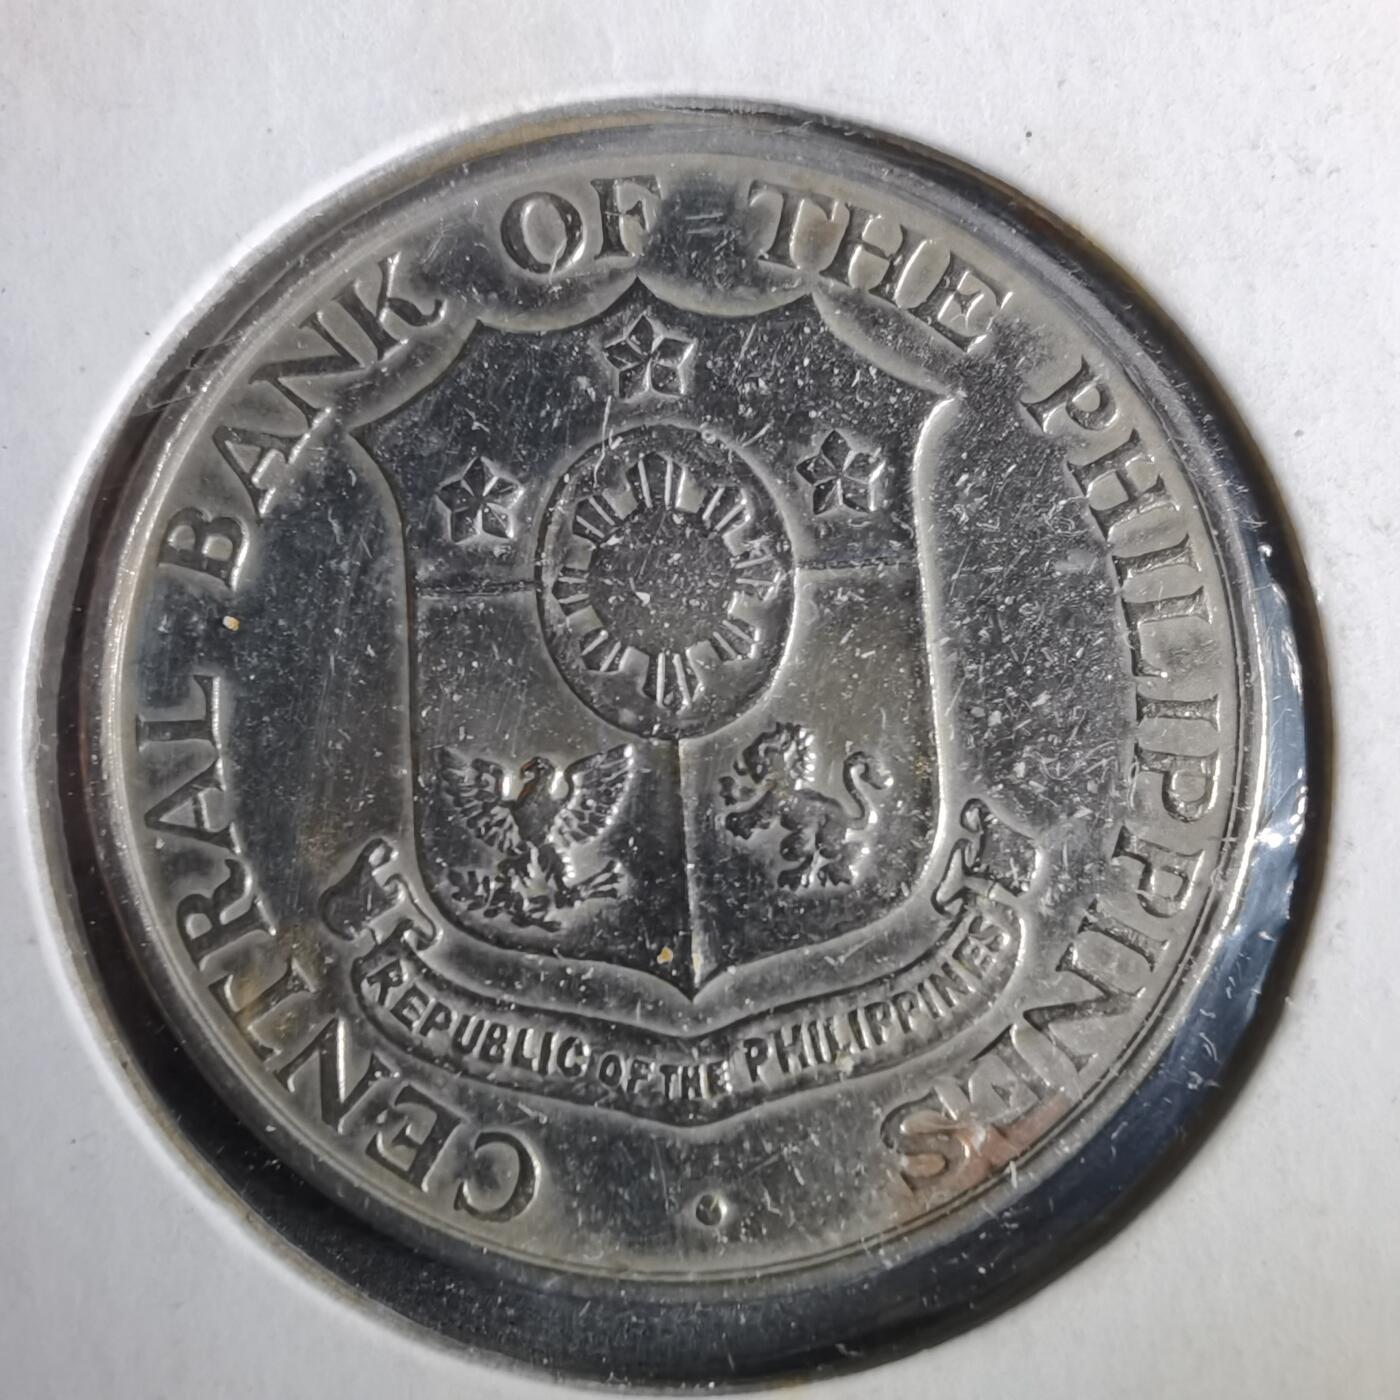 CENTRAL BANK OF THE PHILIPPINES
REPUBLIC OF THE PHILIPPINES